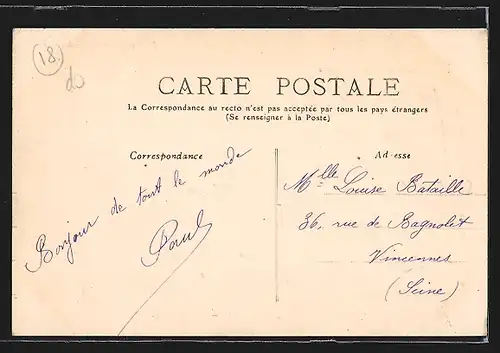 18.
do
CARTE POSTALE
La Correspondance au recto n'est pas acceptée par tous les pays étrangers
(Se renseigner à la Poste)
Correspondance
Bonjour de tout le monde
Paul
Adresse
Mlle Louise Bataille
36, rue de Bagnolet
Vincennes
(Seine)